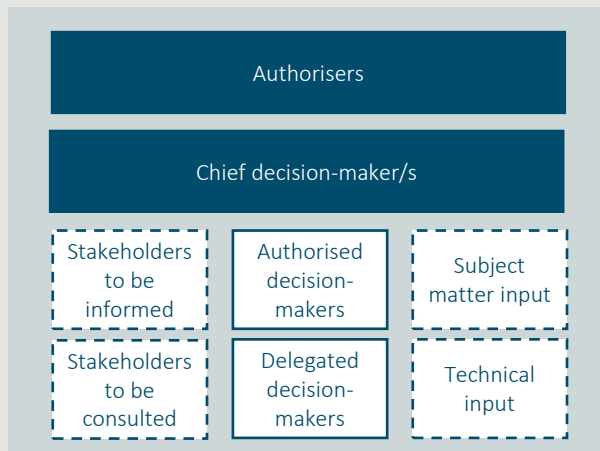 Authorisers
Chief decision-maker/s
Stakeholders
to be
informed
Authorised
decision-
makers
Subject
matter input
Stakeholders
to be
consulted
Delegated
decision-
makers
Technical
input